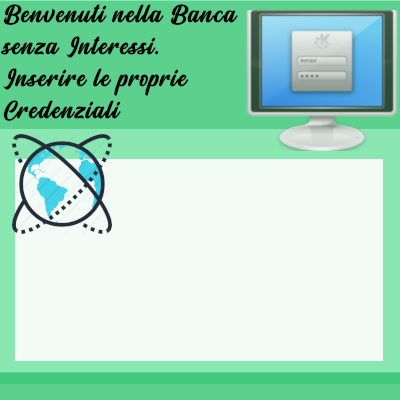 Benvenuti nella Banca
senza Interessi.
Inserire le proprie
Credenziali